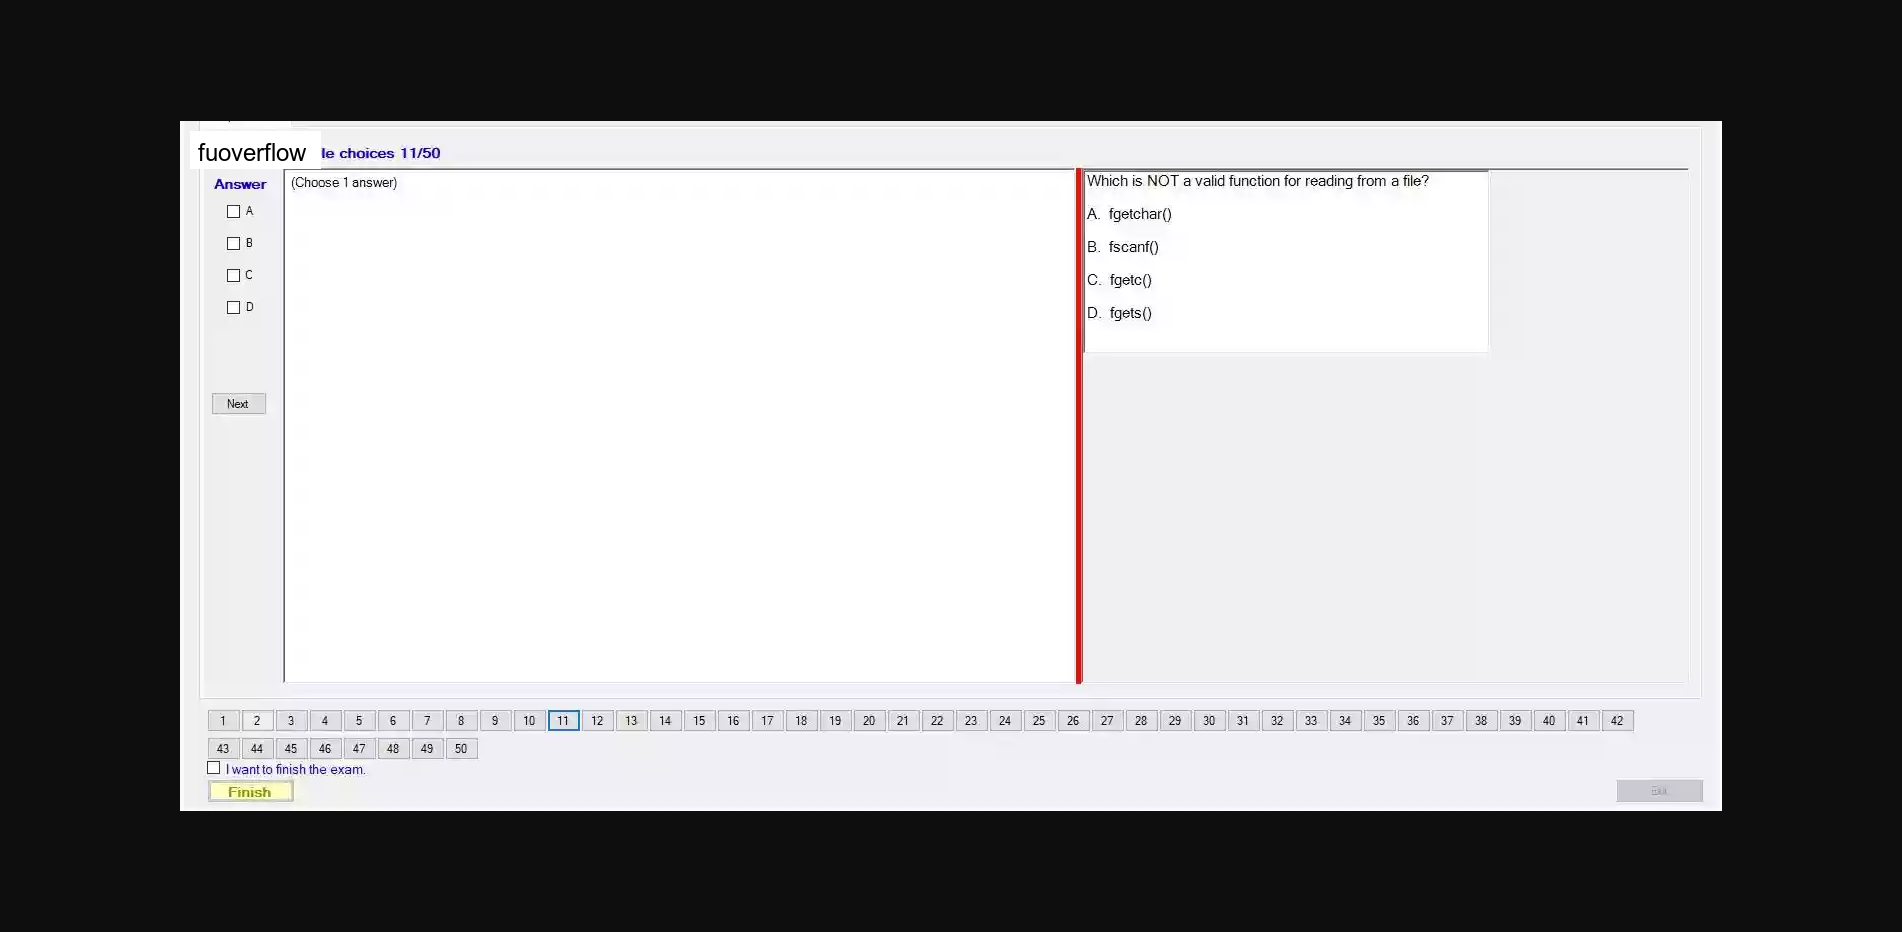 fuoverflow le choices 11/50
Answer
(Choose 1 answer)
A
B
C
D
Next
Which is NOT a valid function for reading from a file?
A. fgetchar()
B. fscanf()
C. fgetc()
D. fgets()
1 2 3 4 5 6 7 8 9 10 11 12 13 14 15 16 17 18 19 20 21 22 23 24 25 26 27 28 29 30 31 32 33 34 35 36 37 38 39 40 41 42
43 44 45 46 47 48 49 50
I want to finish the exam.
Finish
Exit